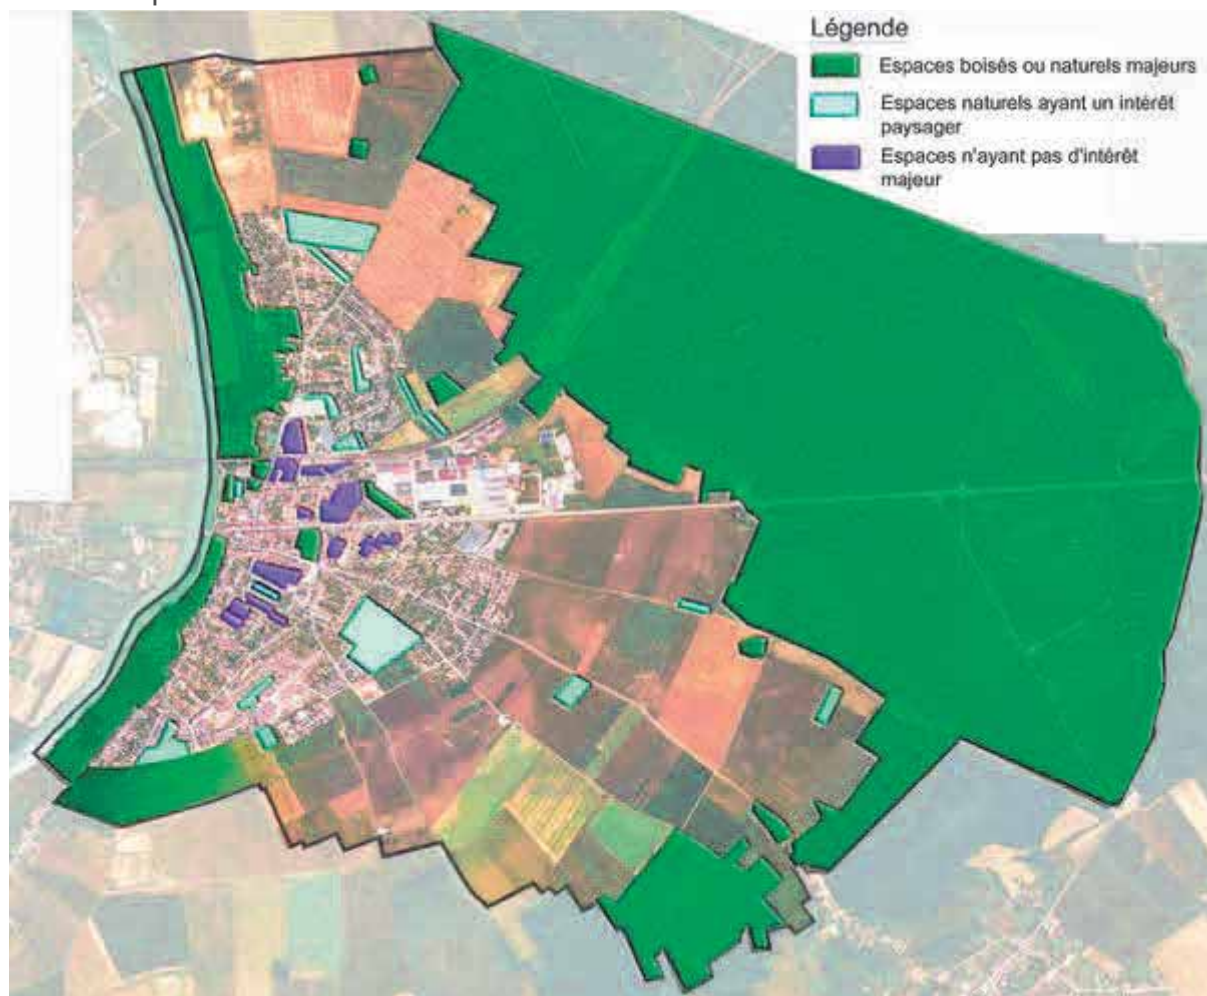 Légende
Espaces boisés ou naturels majeurs
Espaces naturels ayant un intérêt
paysager
Espaces n'ayant pas d'intérêt
majeur